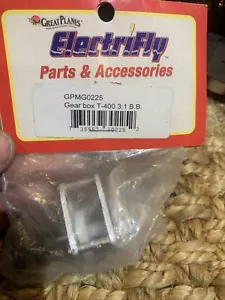 GREAT PLANES
ElectriFly
Parts & Accessories
GPMG0225
Gear box T-400 3:1 B.B.